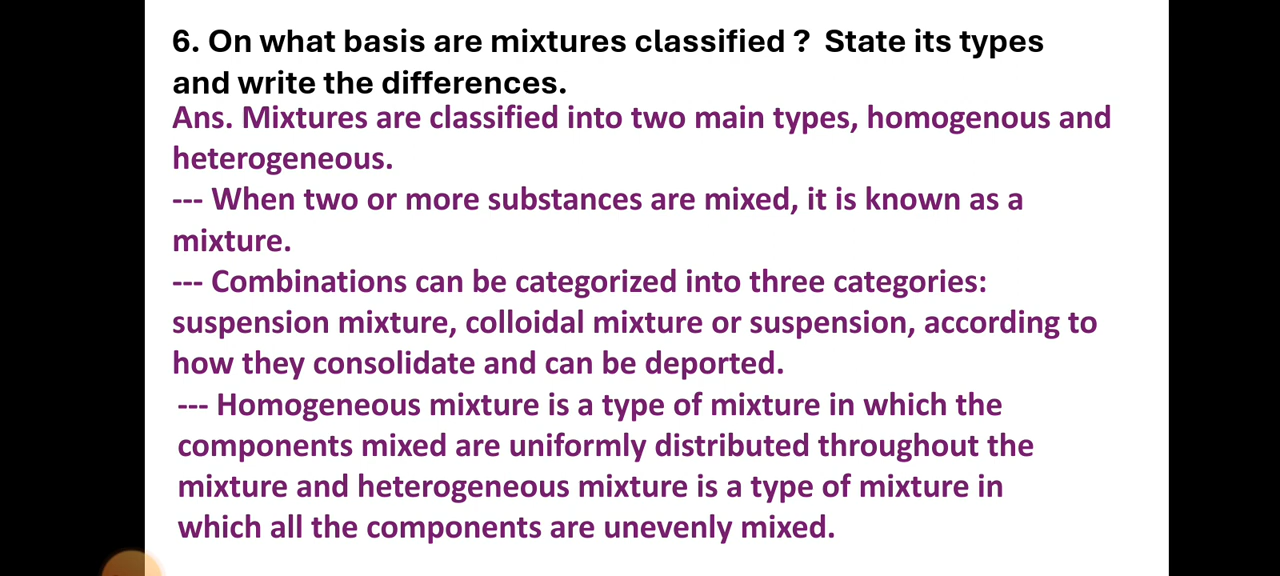 6. On what basis are mixtures classified ? State its types
and write the differences.
Ans. Mixtures are classified into two main types, homogenous and
heterogeneous.
--- When two or more substances are mixed, it is known as a
mixture.
--- Combinations can be categorized into three categories:
suspension mixture, colloidal mixture or suspension, according to
how they consolidate and can be deported.
--- Homogeneous mixture is a type of mixture in which the
components mixed are uniformly distributed throughout the
mixture and heterogeneous mixture is a type of mixture in
which all the components are unevenly mixed.